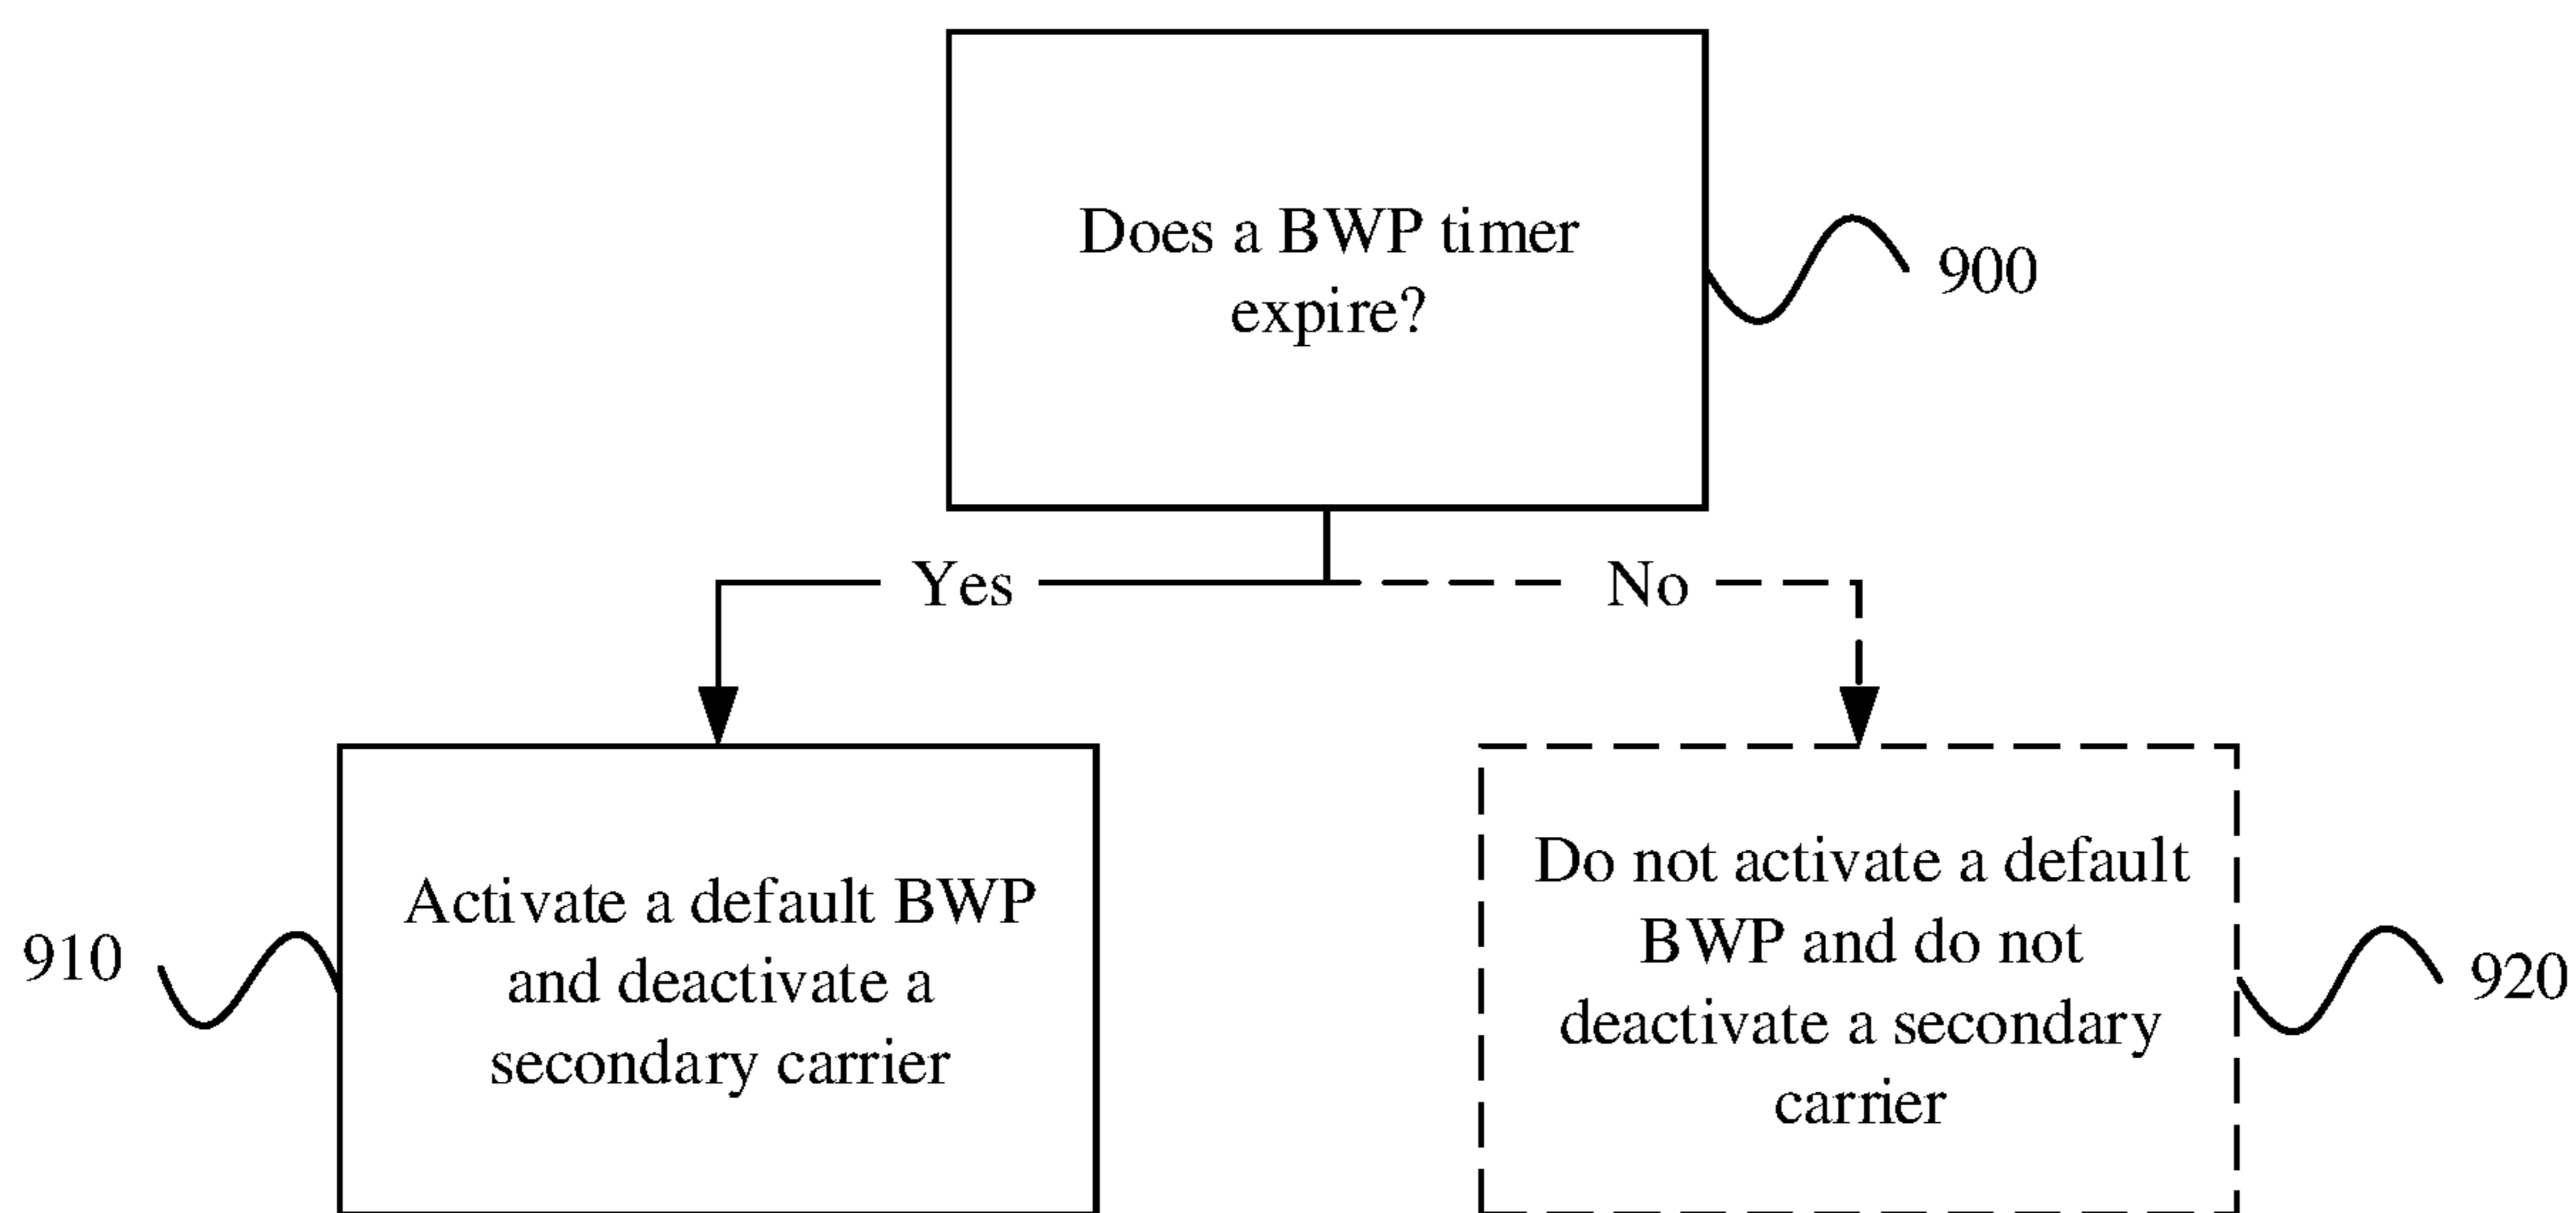 Does a BWP timer
expire?
900
Yes
No
Activate a default BWP
and deactivate a
secondary carrier
910
Do not activate a default
BWP and do not
deactivate a secondary
carrier
920